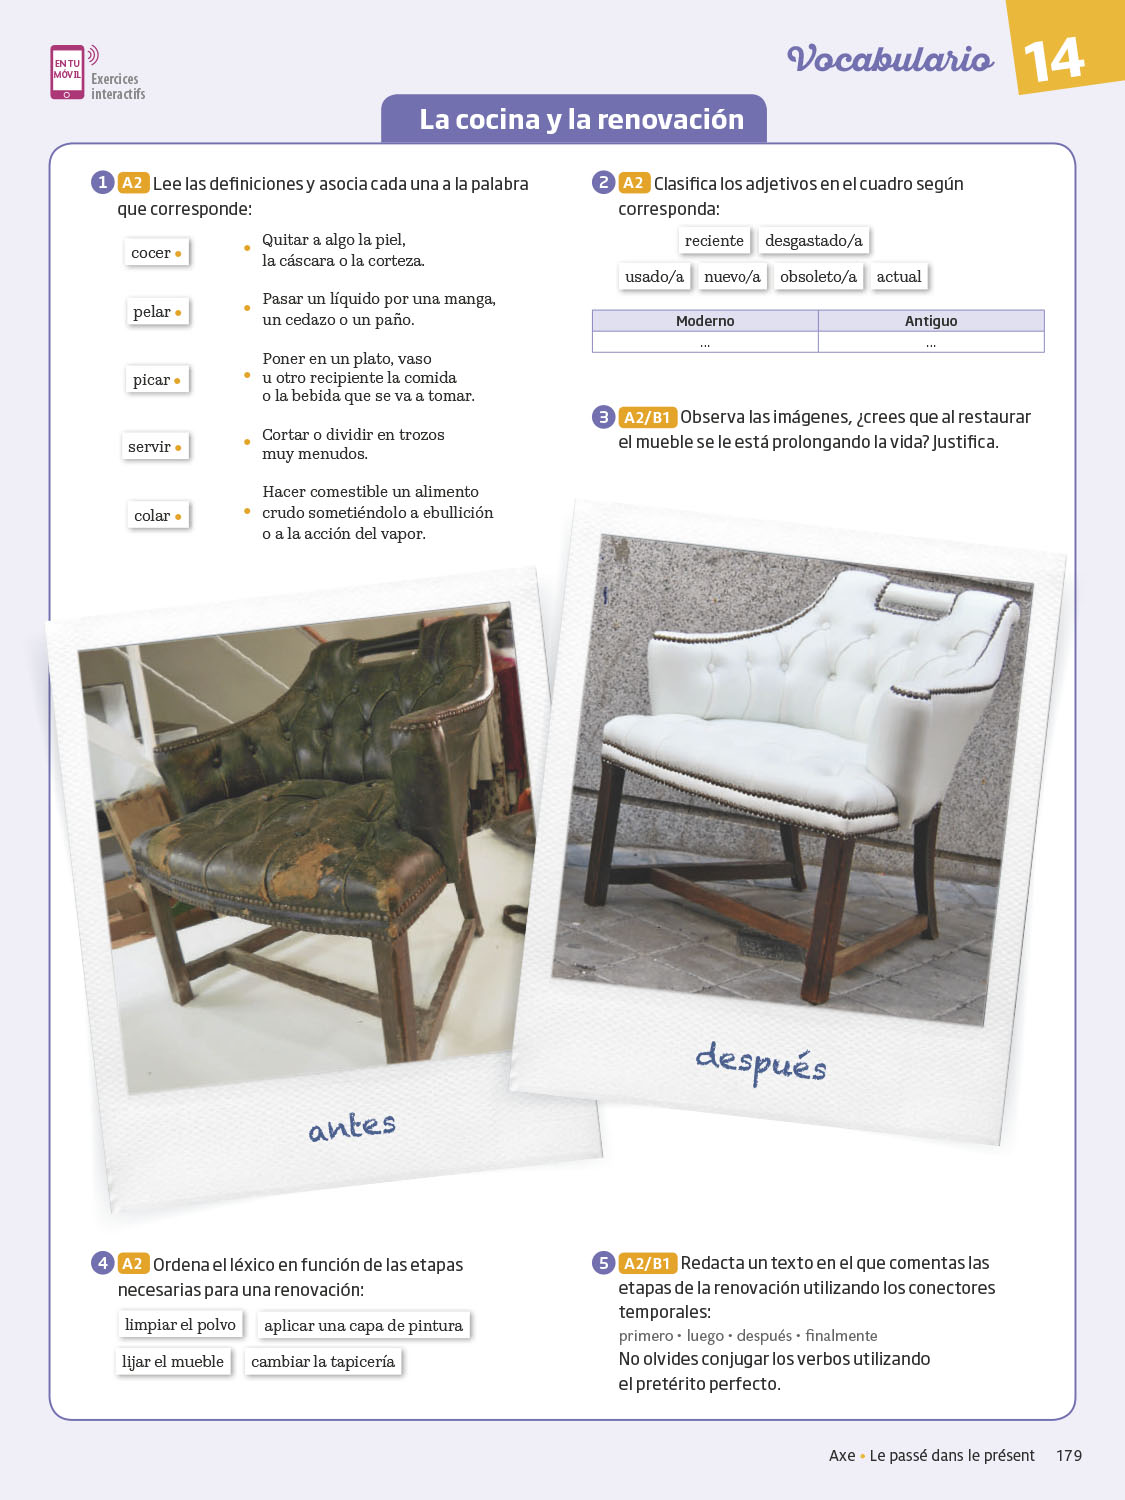 EN TU
MÓVIL
Exercices
interactifs
Vocabulario
14
La cocina y la renovación
1 A2 Lee las definiciones y asocia cada una a la palabra
que corresponde:
cocer •
• Quitar a algo la piel,
la cáscara o la corteza.
pelar •
• Pasar un líquido por una manga,
un cedazo o un paño.
picar •
• Poner en un plato, vaso
u otro recipiente la comida
o la bebida que se va a tomar.
servir •
• Cortar o dividir en trozos
muy menudos.
colar •
• Hacer comestible un alimento
crudo sometiéndolo a ebullición
o a la acción del vapor.
2 A2 Clasifica los adjetivos en el cuadro según
corresponda:
reciente desgastado/a
usado/a nuevo/a obsoleto/a actual
Moderno Antiguo
... ...
3 A2/B1 Observa las imágenes, ¿crees que al restaurar
el mueble se le está prolongando la vida? Justifica.
antes
después
4 A2 Ordena el léxico en función de las etapas
necesarias para una renovación:
limpiar el polvo aplicar una capa de pintura
lijar el mueble cambiar la tapicería
5 A2/B1 Redacta un texto en el que comentas las
etapas de la renovación utilizando los conectores
temporales:
primero • luego • después • finalmente
No olvides conjugar los verbos utilizando
el pretérito perfecto.
Axe • Le passé dans le présent 179